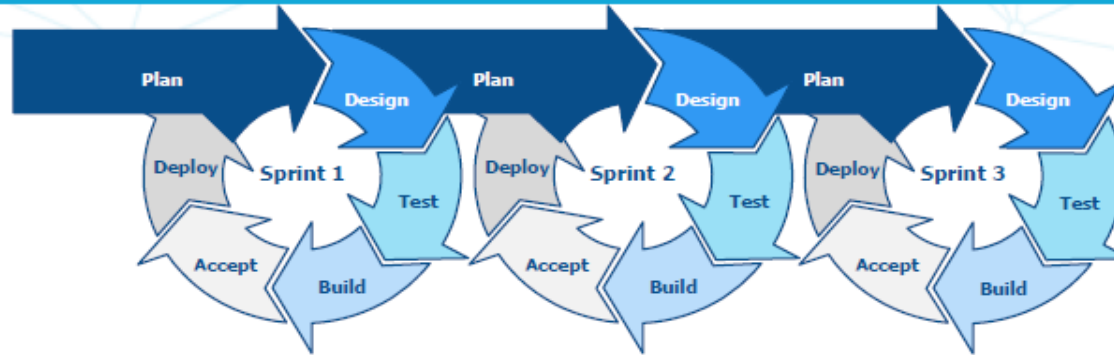 Plan
Plan
Plan
Design
Design
Design
Deploy
Sprint 1
Deploy
Sprint 2
Deploy
Sprint 3
Test
Test
Test
Accept
Accept
Accept
Build
Build
Build